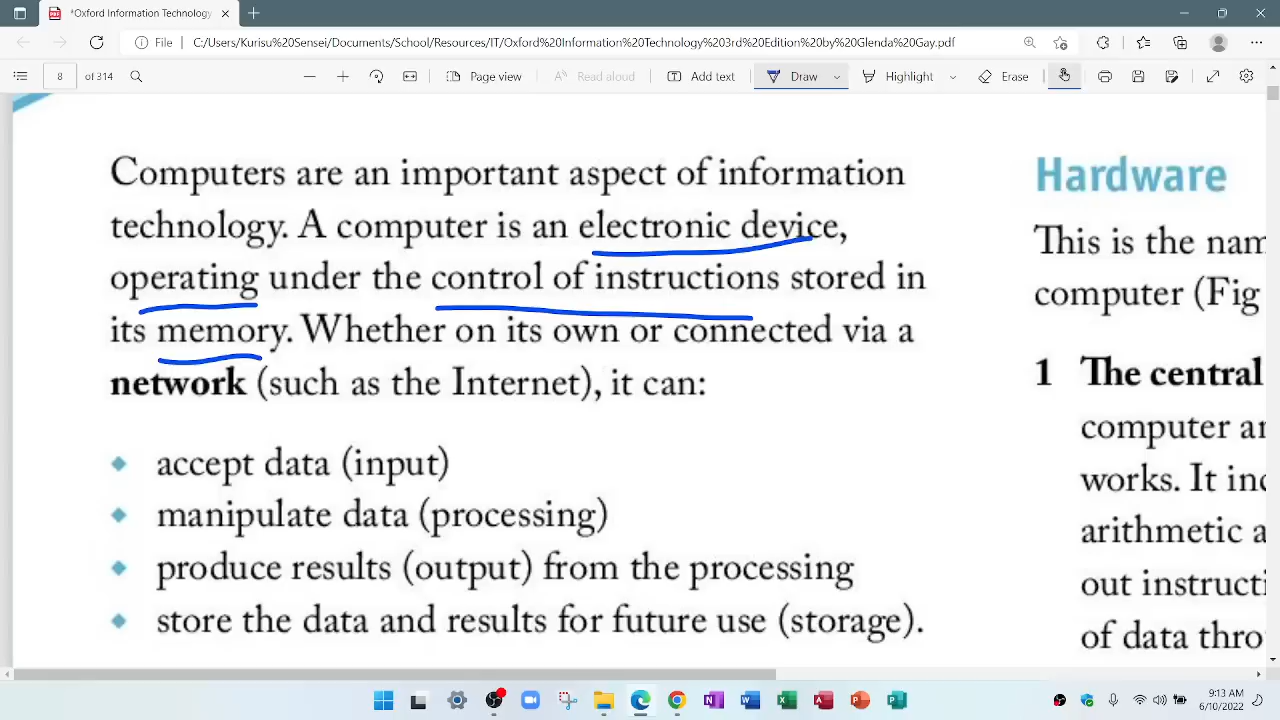 *Oxford Information Technology
File
C:/Users/Kurisu%20Sensei/Documents/School/Resources/IT/Oxford%20Information%20Technology%203rd%20Edition%20by%20Glenda%20Gay.pdf
8 of 314
Page view
Read aloud
Add text
Draw
Highlight
Erase
Computers are an important aspect of information
technology. A computer is an electronic device,
operating under the control of instructions stored in
its memory. Whether on its own or connected via a
network (such as the Internet), it can:
accept data (input)
manipulate data (processing)
produce results (output) from the processing
store the data and results for future use (storage).
Hardware
This is the nam
computer (Fig
1 The central
computer an
works. It inc
arithmetic a
out instructi
of data thro
9:13 AM
6/10/2022